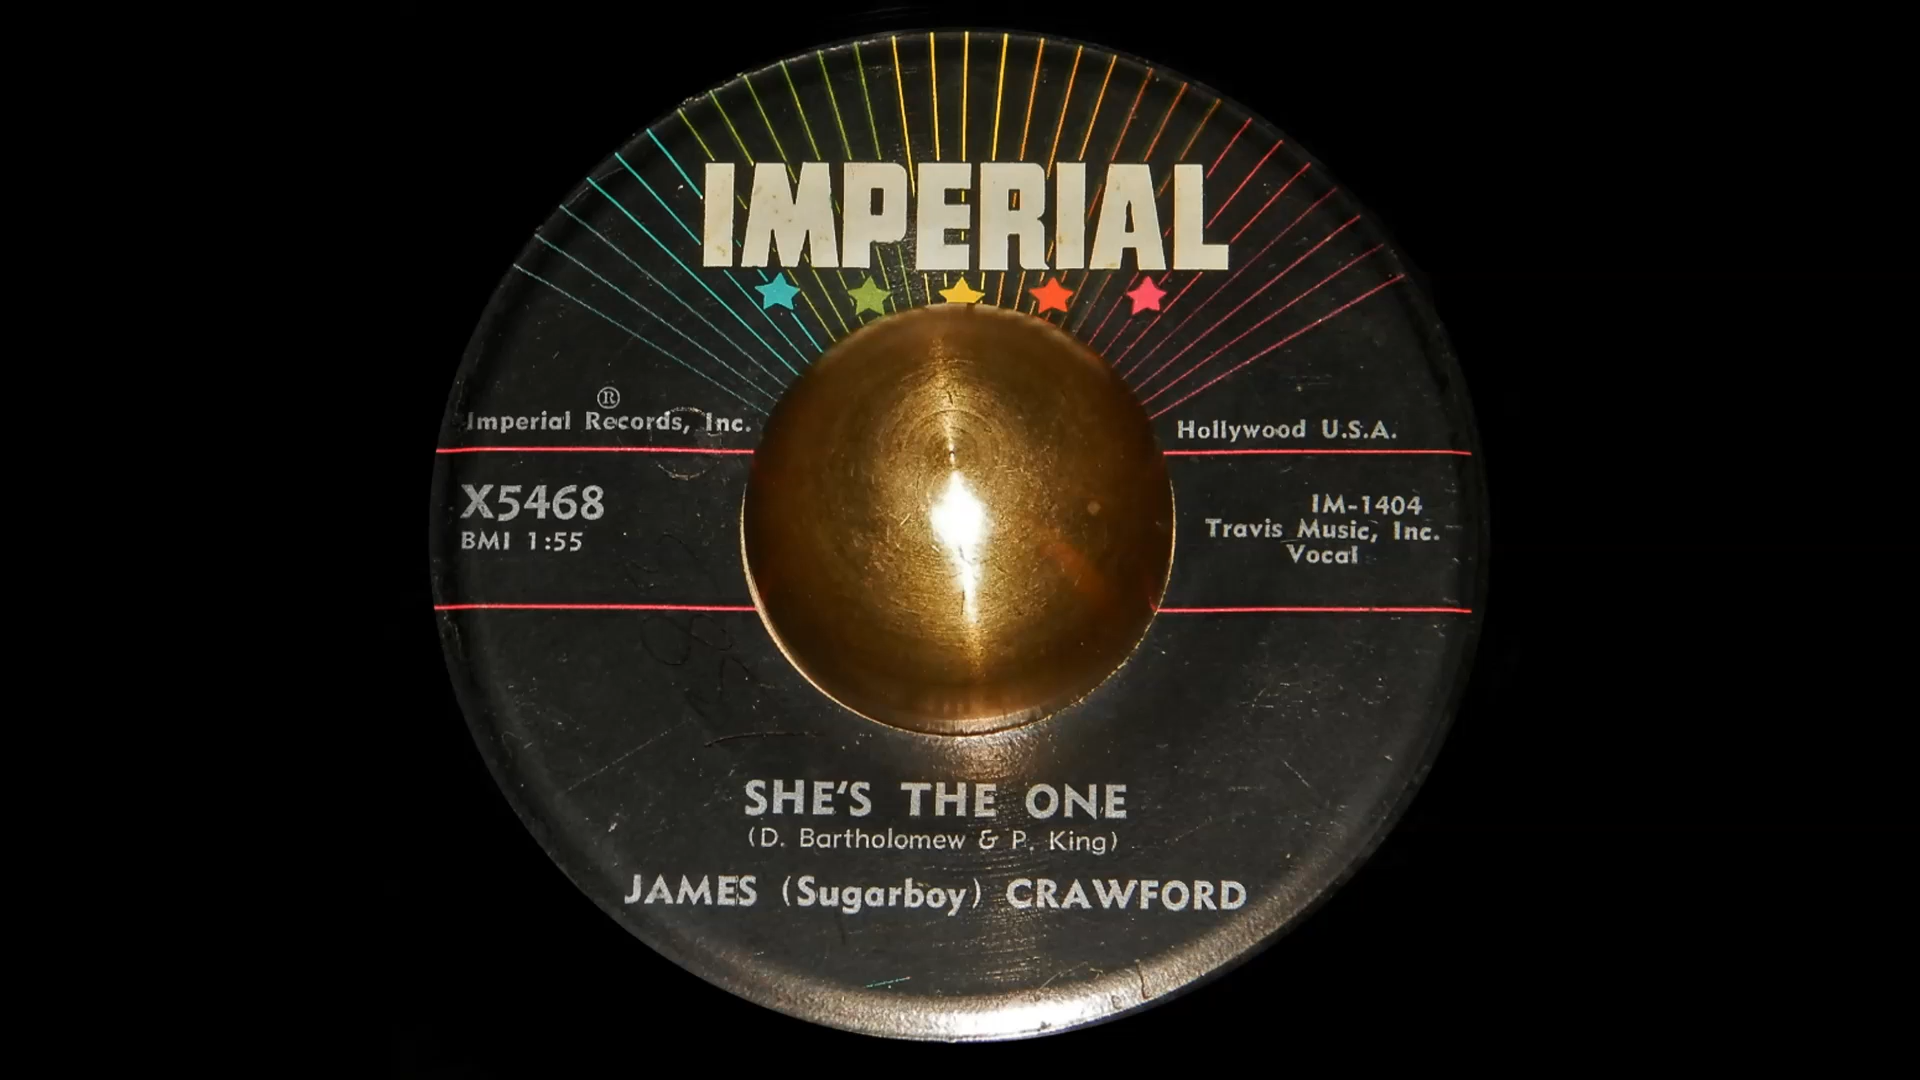 IMPERIAL
®
Imperial Records, Inc.
Hollywood U.S.A.
X5468
BMI 1:55
IM-1404
Travis Music, Inc.
Vocal
SHE'S THE ONE
(D. Bartholomew & P. King)
JAMES (Sugarboy) CRAWFORD